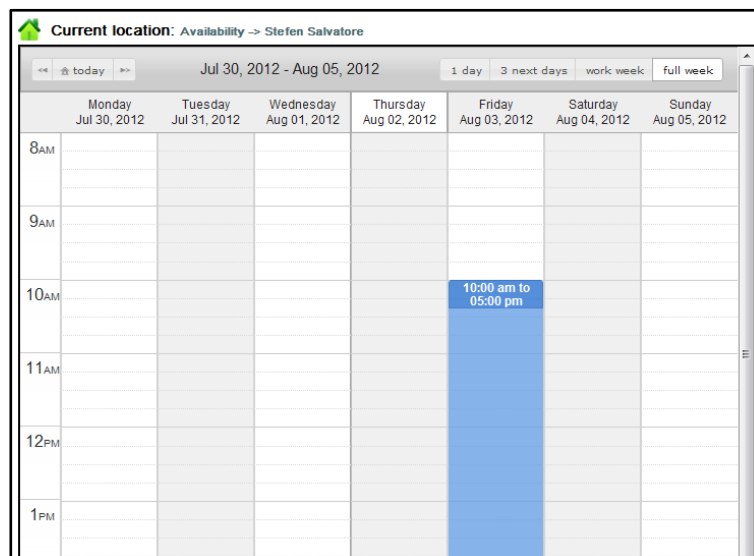 Current location: Availability -> Stefen Salvatore
today
Jul 30, 2012 - Aug 05, 2012
1 day 3 next days work week full week
Monday Tuesday Wednesday Thursday Friday Saturday Sunday
Jul 30, 2012 Jul 31, 2012 Aug 01, 2012 Aug 02, 2012 Aug 03, 2012 Aug 04, 2012 Aug 05, 2012
8AM
9AM
10AM
10:00 am to
05:00 pm
11AM
12PM
1PM